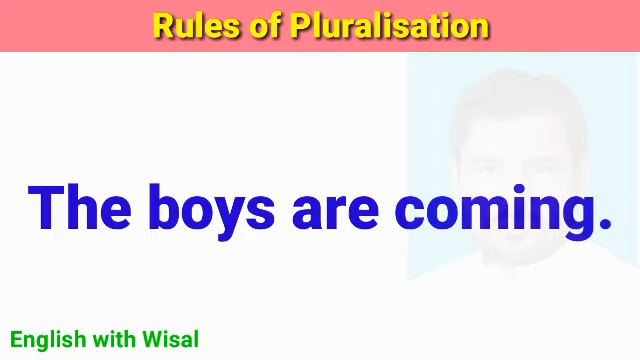 Rules of Pluralisation
The boys are coming.
English with Wisal